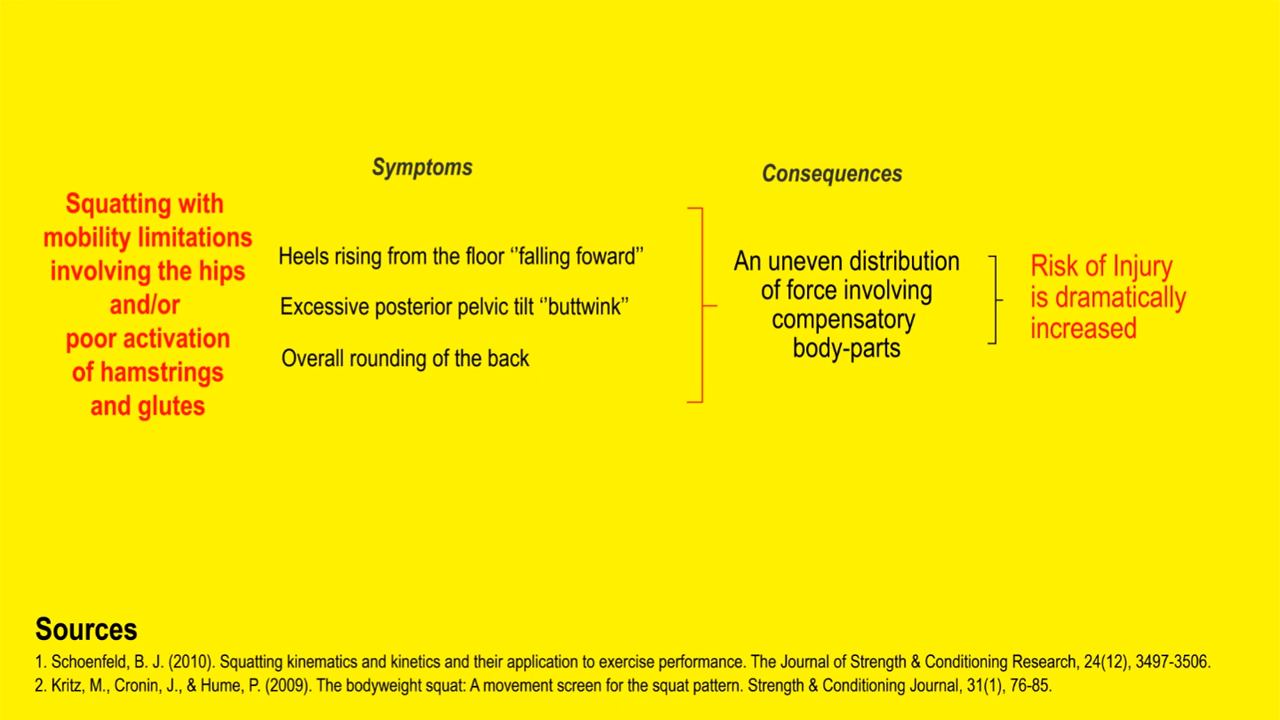 Symptoms
Consequences
Squatting with
mobility limitations
involving the hips
and/or
poor activation
of hamstrings
and glutes
Heels rising from the floor ‘’falling foward’’
Excessive posterior pelvic tilt ‘’buttwink’’
Overall rounding of the back
An uneven distribution
of force involving
compensatory
body-parts
Risk of Injury
is dramatically
increased
Sources
1. Schoenfeld, B. J. (2010). Squatting kinematics and kinetics and their application to exercise performance. The Journal of Strength & Conditioning Research, 24(12), 3497-3506.
2. Kritz, M., Cronin, J., & Hume, P. (2009). The bodyweight squat: A movement screen for the squat pattern. Strength & Conditioning Journal, 31(1), 76-85.